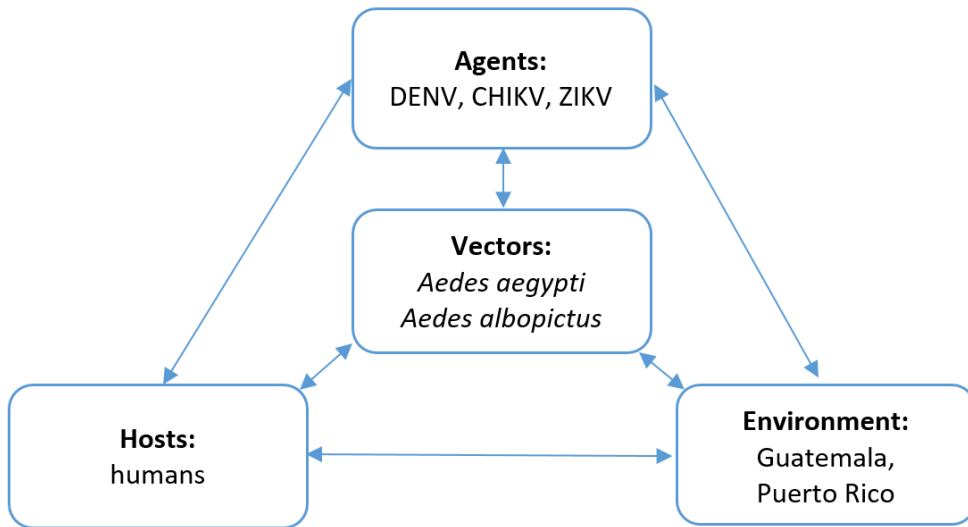 Agents:
DENV, CHIKV, ZIKV
Vectors:
Aedes aegypti
Aedes albopictus
Hosts:
humans
Environment:
Guatemala,
Puerto Rico